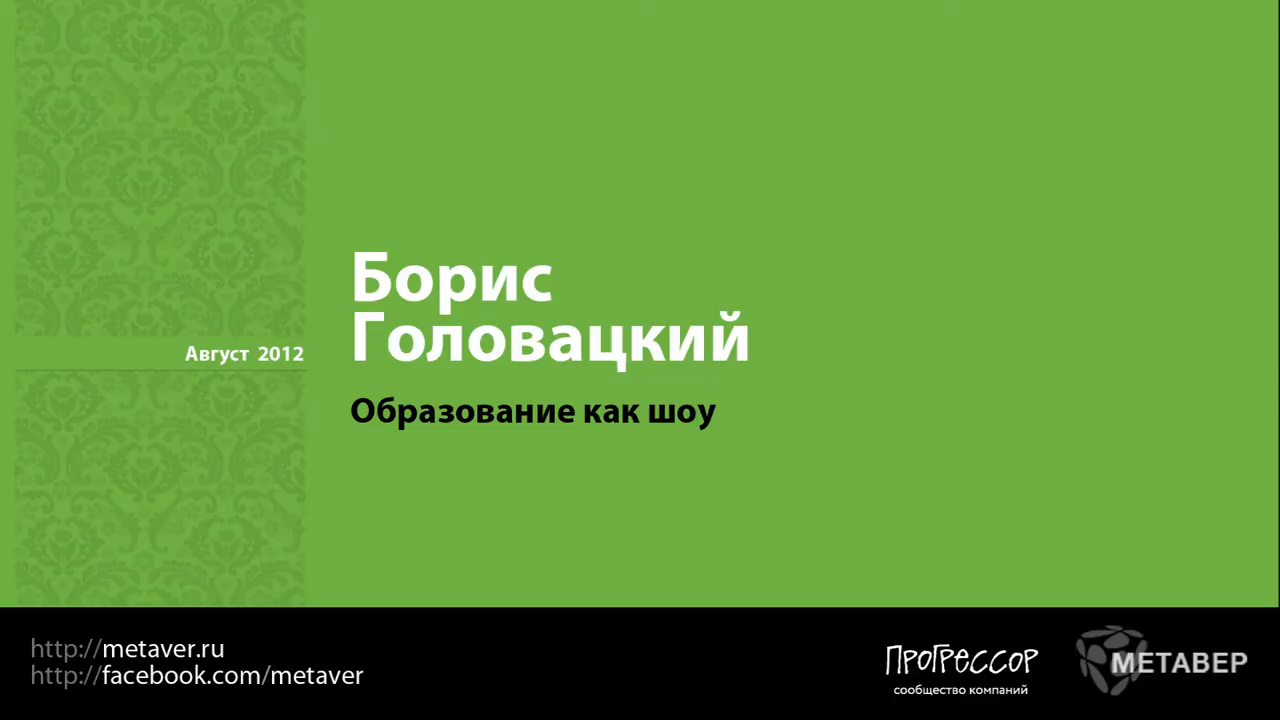 Август 2012
Борис
Головацкий
Образование как шоу
http://metaver.ru
http://facebook.com/metaver
ПРОГРЕССОР
сообщество компаний
МЕТАВЕР